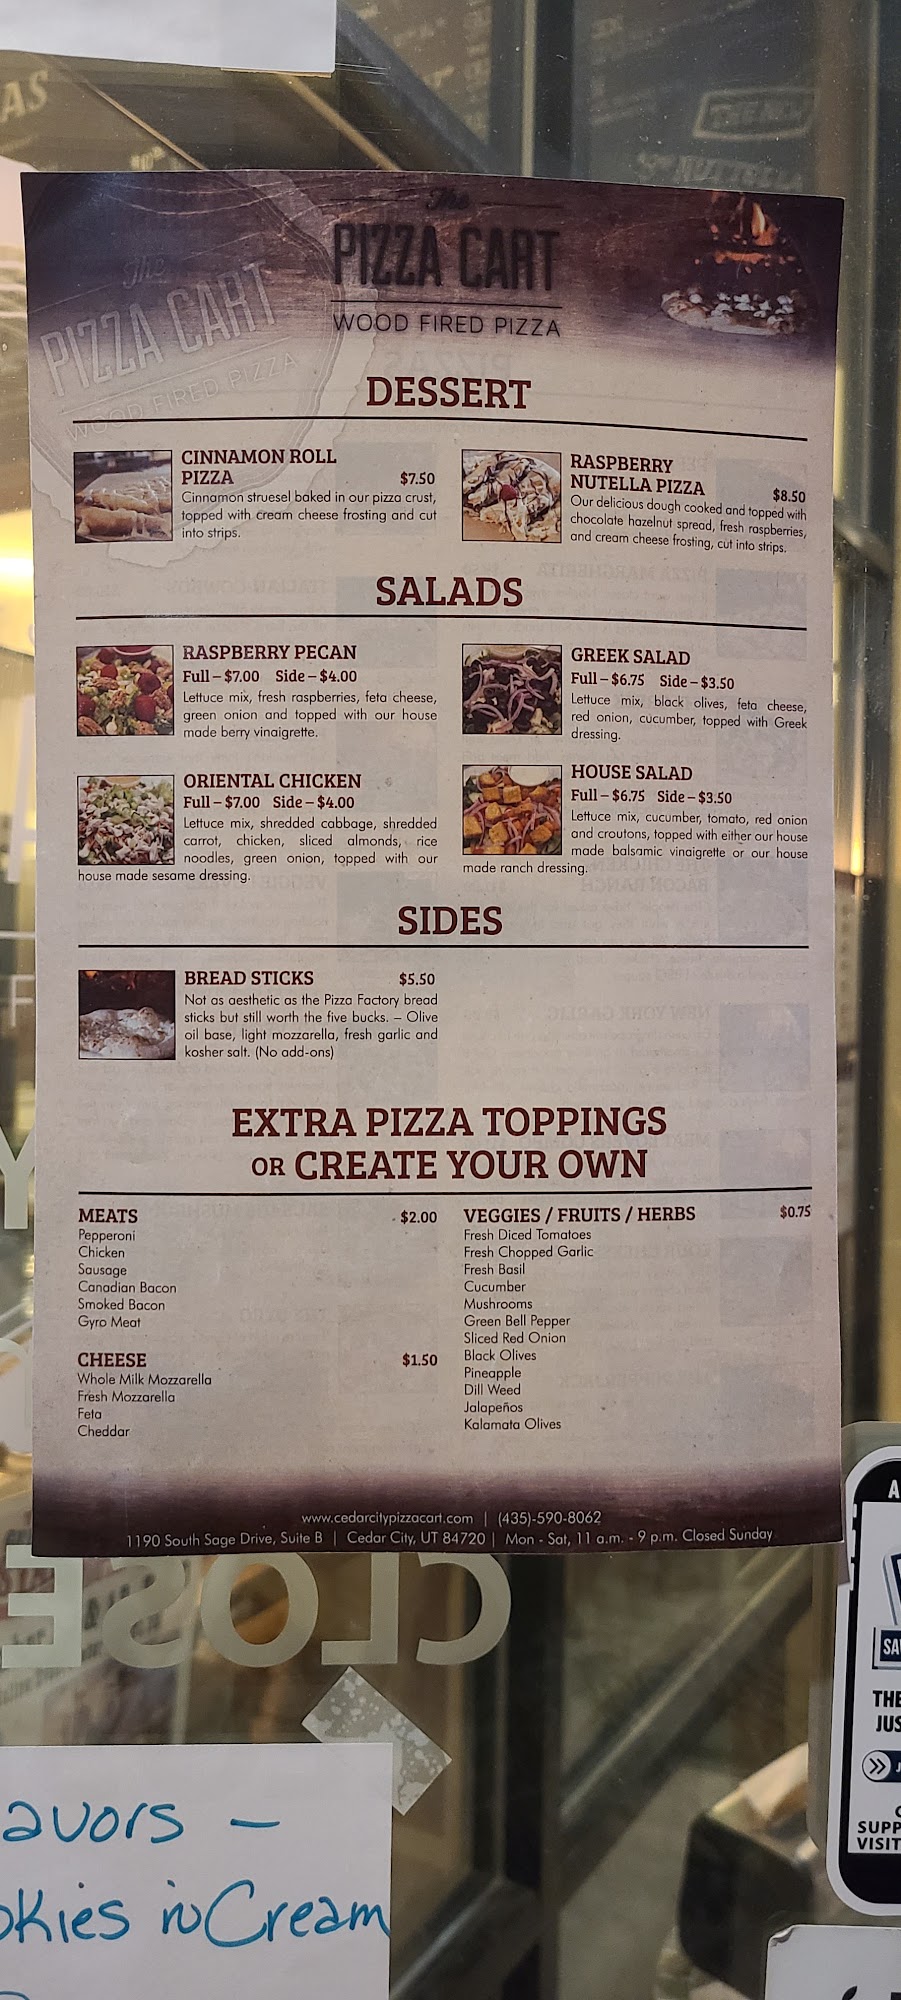 The
PIZZA CART
WOOD FIRED PIZZA
The
PIZZA CART
WOOD FIRED PIZZA
DESSERT
CINNAMON ROLL
PIZZA $7.50
Cinnamon struesel baked in our pizza crust,
topped with cream cheese frosting and cut
into strips.
RASPBERRY
NUTELLA PIZZA $8.50
Our delicious dough cooked and topped with
chocolate hazelnut spread, fresh raspberries,
and cream cheese frosting, cut into strips.
SALADS
RASPBERRY PECAN
Full – $7.00 Side – $4.00
Lettuce mix, fresh raspberries, feta cheese,
green onion and topped with our house
made berry vinaigrette.
GREEK SALAD
Full – $6.75 Side – $3.50
Lettuce mix, black olives, feta cheese,
red onion, cucumber, topped with Greek
dressing.
ORIENTAL CHICKEN
Full – $7.00 Side – $4.00
Lettuce mix, shredded cabbage, shredded
carrot, chicken, sliced almonds, rice
noodles, green onion, topped with our
house made sesame dressing.
HOUSE SALAD
Full – $6.75 Side – $3.50
Lettuce mix, cucumber, tomato, red onion
and croutons, topped with either our house
made balsamic vinaigrette or our house
made ranch dressing.
SIDES
BREAD STICKS $5.50
Not as aesthetic as the Pizza Factory bread
sticks but still worth the five bucks. – Olive
oil base, light mozzarella, fresh garlic and
kosher salt. (No add-ons)
EXTRA PIZZA TOPPINGS
OR CREATE YOUR OWN
MEATS $2.00
Pepperoni
Chicken
Sausage
Canadian Bacon
Smoked Bacon
Gyro Meat
CHEESE $1.50
Whole Milk Mozzarella
Fresh Mozzarella
Feta
Cheddar
VEGGIES / FRUITS / HERBS $0.75
Fresh Diced Tomatoes
Fresh Chopped Garlic
Fresh Basil
Cucumber
Mushrooms
Green Bell Pepper
Sliced Red Onion
Black Olives
Pineapple
Dill Weed
Jalapeños
Kalamata Olives
www.cedarcitypizzacart.com | (435)-590-8062
1190 South Sage Drive, Suite B | Cedar City, UT 84720 | Mon - Sat, 11 a.m. - 9 p.m. Closed Sunday
CLOSE
avors –
okies in Cream
THE
JUS
SUPP
VISIT